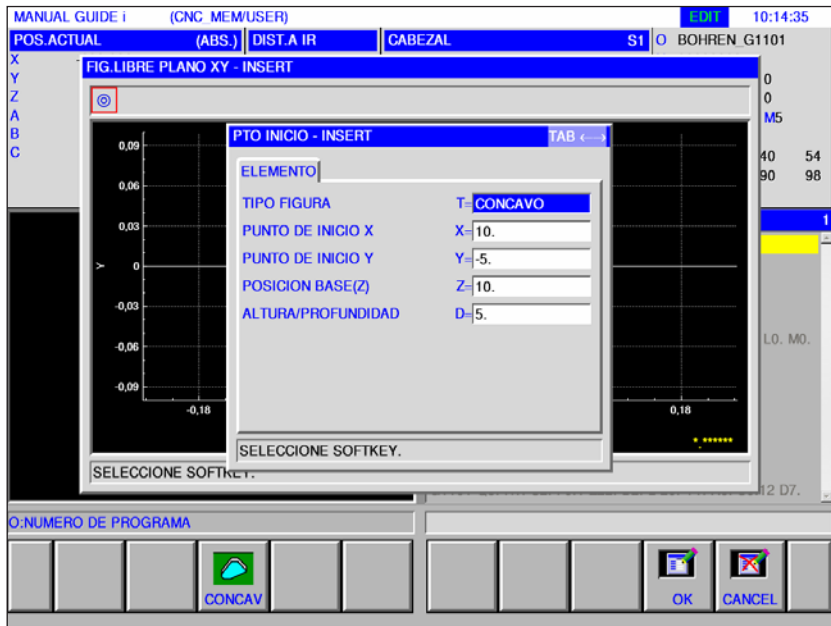 MANUAL GUIDE i (CNC_MEM/USER) EDIT 10:14:35
POS.ACTUAL (ABS.) DIST.A IR CABEZAL S1 O BOHREN_G1101
X
Y
Z
A
B
C
0
0
M5
40 54
90 98
FIG.LIBRE PLANO XY - INSERT
0,09
0,06
0,03
0
-0,03
-0,06
-0,09
Y
-0,18
0,18
*.******
PTO INICIO - INSERT TAB ←→
ELEMENTO
TIPO FIGURA T=CONCAVO
PUNTO DE INICIO X X=10.
PUNTO DE INICIO Y Y=-5.
POSICION BASE(Z) Z=10.
ALTURA/PROFUNDIDAD D=5.
SELECCIONE SOFTKEY.
1
L0. M0.
SELECCIONE SOFTKEY.
12 D7.
O:NUMERO DE PROGRAMA
CONCAV OK CANCEL